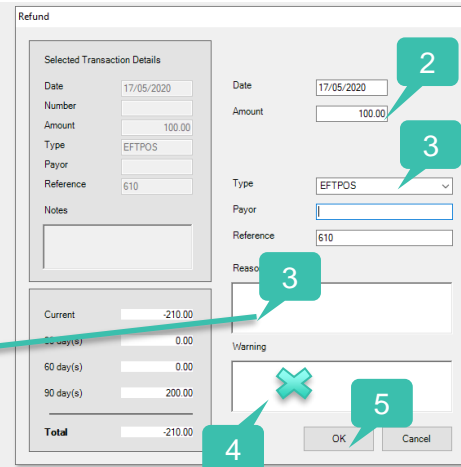 Refund
Selected Transaction Details
Date 17/05/2020
Number
Amount 100.00
Type EFTPOS
Payor
Reference 610
Notes
Current -210.00
day(s) 0.00
60 day(s) 0.00
90 day(s) 200.00
Total -210.00
Date 17/05/2020
2
Amount 100.00
3
Type EFTPOS
Payor
Reference 610
3
Warning
4
5
OK Cancel